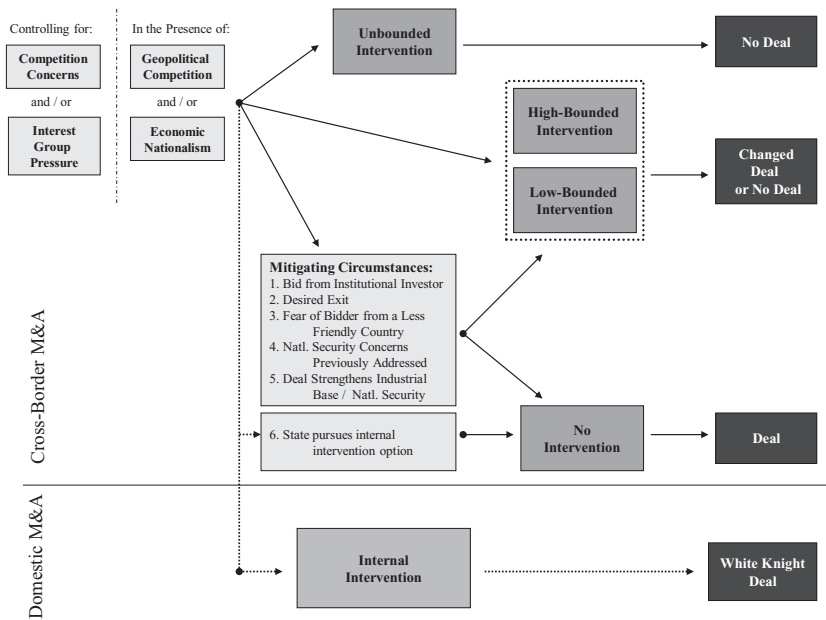 Controlling for:
Competition
Concerns
and / or
Interest
Group
Pressure
In the Presence of:
Geopolitical
Competition
and / or
Economic
Nationalism
Unbounded
Intervention
No Deal
High-Bounded
Intervention
Low-Bounded
Intervention
Changed
Deal
or No Deal
Cross-Border M&A
Mitigating Circumstances:
1. Bid from Institutional Investor
2. Desired Exit
3. Fear of Bidder from a Less
Friendly Country
4. Natl. Security Concerns
Previously Addressed
5. Deal Strengthens Industrial
Base / Natl. Security
6. State pursues internal
intervention option
No
Intervention
Deal
Domestic M&A
Internal
Intervention
White Knight
Deal